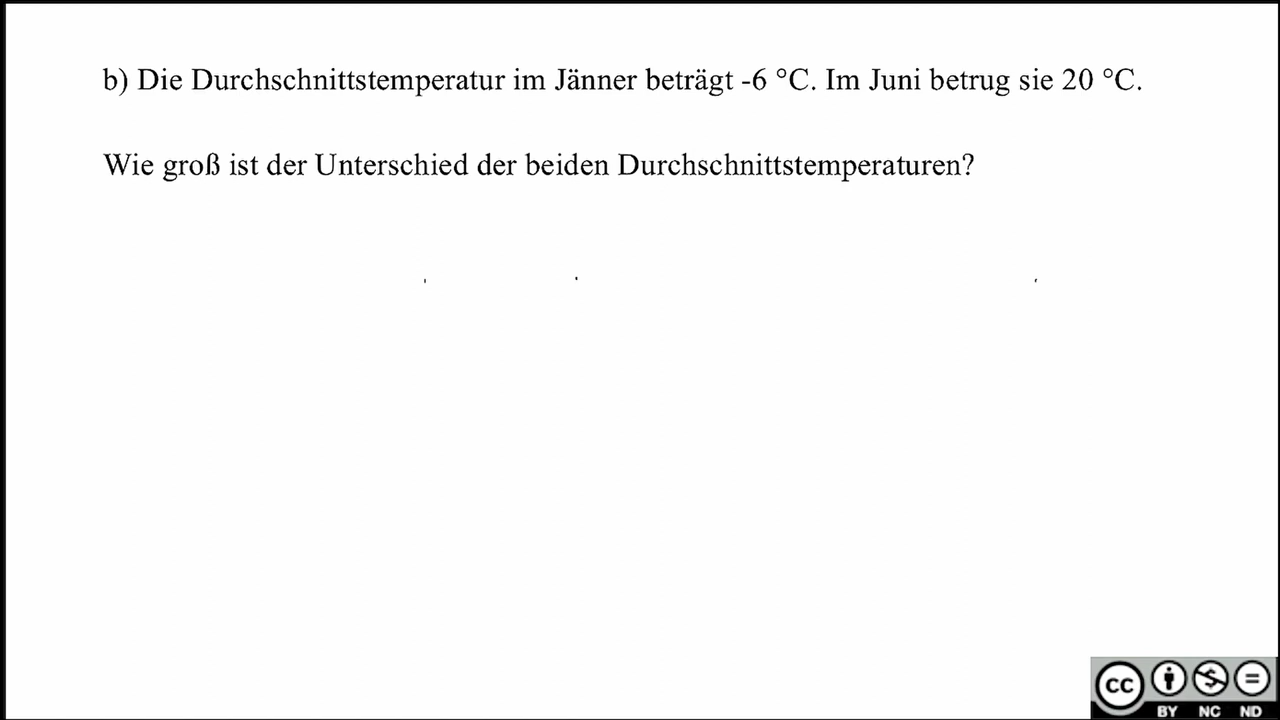 b) Die Durchschnittstemperatur im Jänner beträgt -6 °C. Im Juni betrug sie 20 °C.
Wie groß ist der Unterschied der beiden Durchschnittstemperaturen?
cc
BY NC ND